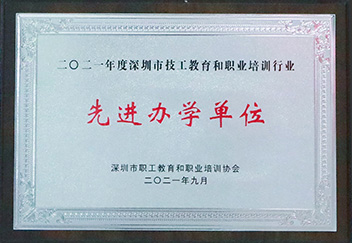 二〇二一年度深圳市技工教育和职业培训行业
先进办学单位
深圳市职工教育和职业培训协会
二〇二一年九月